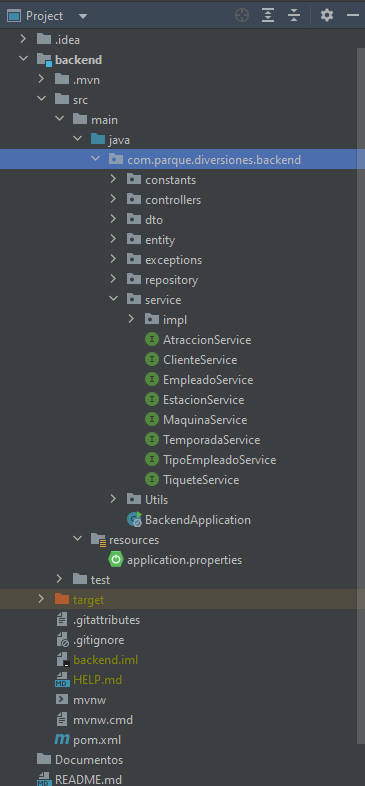 Project
.idea
backend
.mvn
src
main
java
com.parque.diversiones.backend
constants
controllers
dto
entity
exceptions
repository
service
impl
AtraccionService
ClienteService
EmpleadoService
EstacionService
MaquinaService
TemporadaService
TipoEmpleadoService
TiqueteService
Utils
BackendApplication
resources
application.properties
test
target
.gitattributes
.gitignore
backend.iml
HELP.md
mvnw
mvnw.cmd
pom.xml
Documentos
README.md